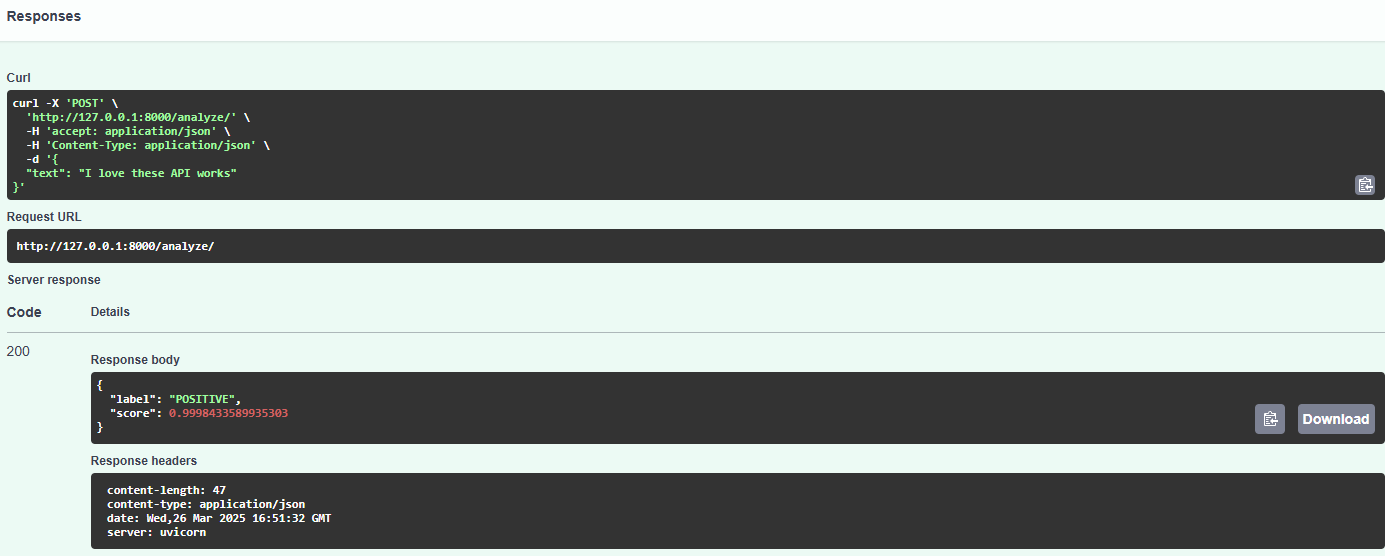 Responses
Curl
curl -X 'POST' \
  'http://127.0.0.1:8000/analyze/' \
  -H 'accept: application/json' \
  -H 'Content-Type: application/json' \
  -d '{
  "text": "I love these API works"
}'
Request URL
http://127.0.0.1:8000/analyze/
Server response
Code Details
200
Response body
{
  "label": "POSITIVE",
  "score": 0.9998433589935303
}
Download
Response headers
content-length: 47
content-type: application/json
date: Wed,26 Mar 2025 16:51:32 GMT
server: uvicorn